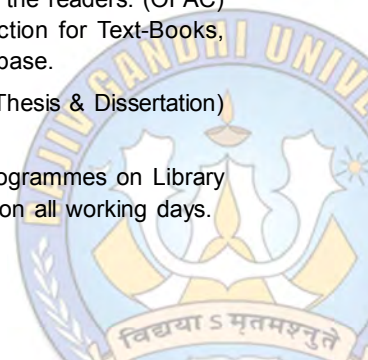 the readers. (OPAC)
ction for Text-Books,
base.
Thesis & Dissertation)
ogrammes on Library
on all working days.
RAJIV GANDHI UNIV
विद्यया ऽ मृतमश्नुते